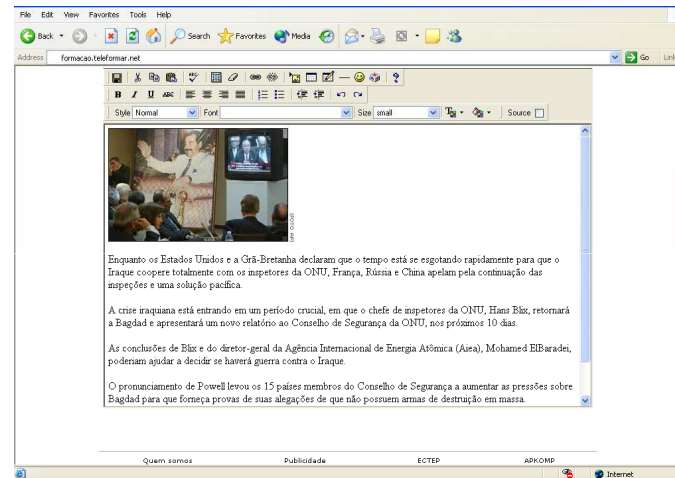 File Edit View Favorites Tools Help
Back Search Favorites Media
Address formacao.teleformar.net Go Link
B I U ABC
Style Normal Font Size small Source
Enquanto os Estados Unidos e a Grã-Bretanha declaram que o tempo está se esgotando rapidamente para que o
Iraque coopere totalmente com os inspetores da ONU, França, Rússia e China apelam pela continuação das
inspeções e uma solução pacífica.
A crise iraquiana está entrando em um período crucial, em que o chefe de inspetores da ONU, Hans Blix, retornará
a Bagdad e apresentará um novo relatório ao Conselho de Segurança da ONU, nos próximos 10 dias.
As conclusões de Blix e do diretor-geral da Agência Internacional de Energia Atômica (Aiea), Mohamed ElBaradei,
poderiam ajudar a decidir se haverá guerra contra o Iraque.
O pronunciamento de Powell levou os 15 países membros do Conselho de Segurança a aumentar as pressões sobre
Bagdad para que forneça provas de suas alegações de que não possuem armas de destruição em massa.
Quem somos Publicidade ECTEP APKOMP
Internet